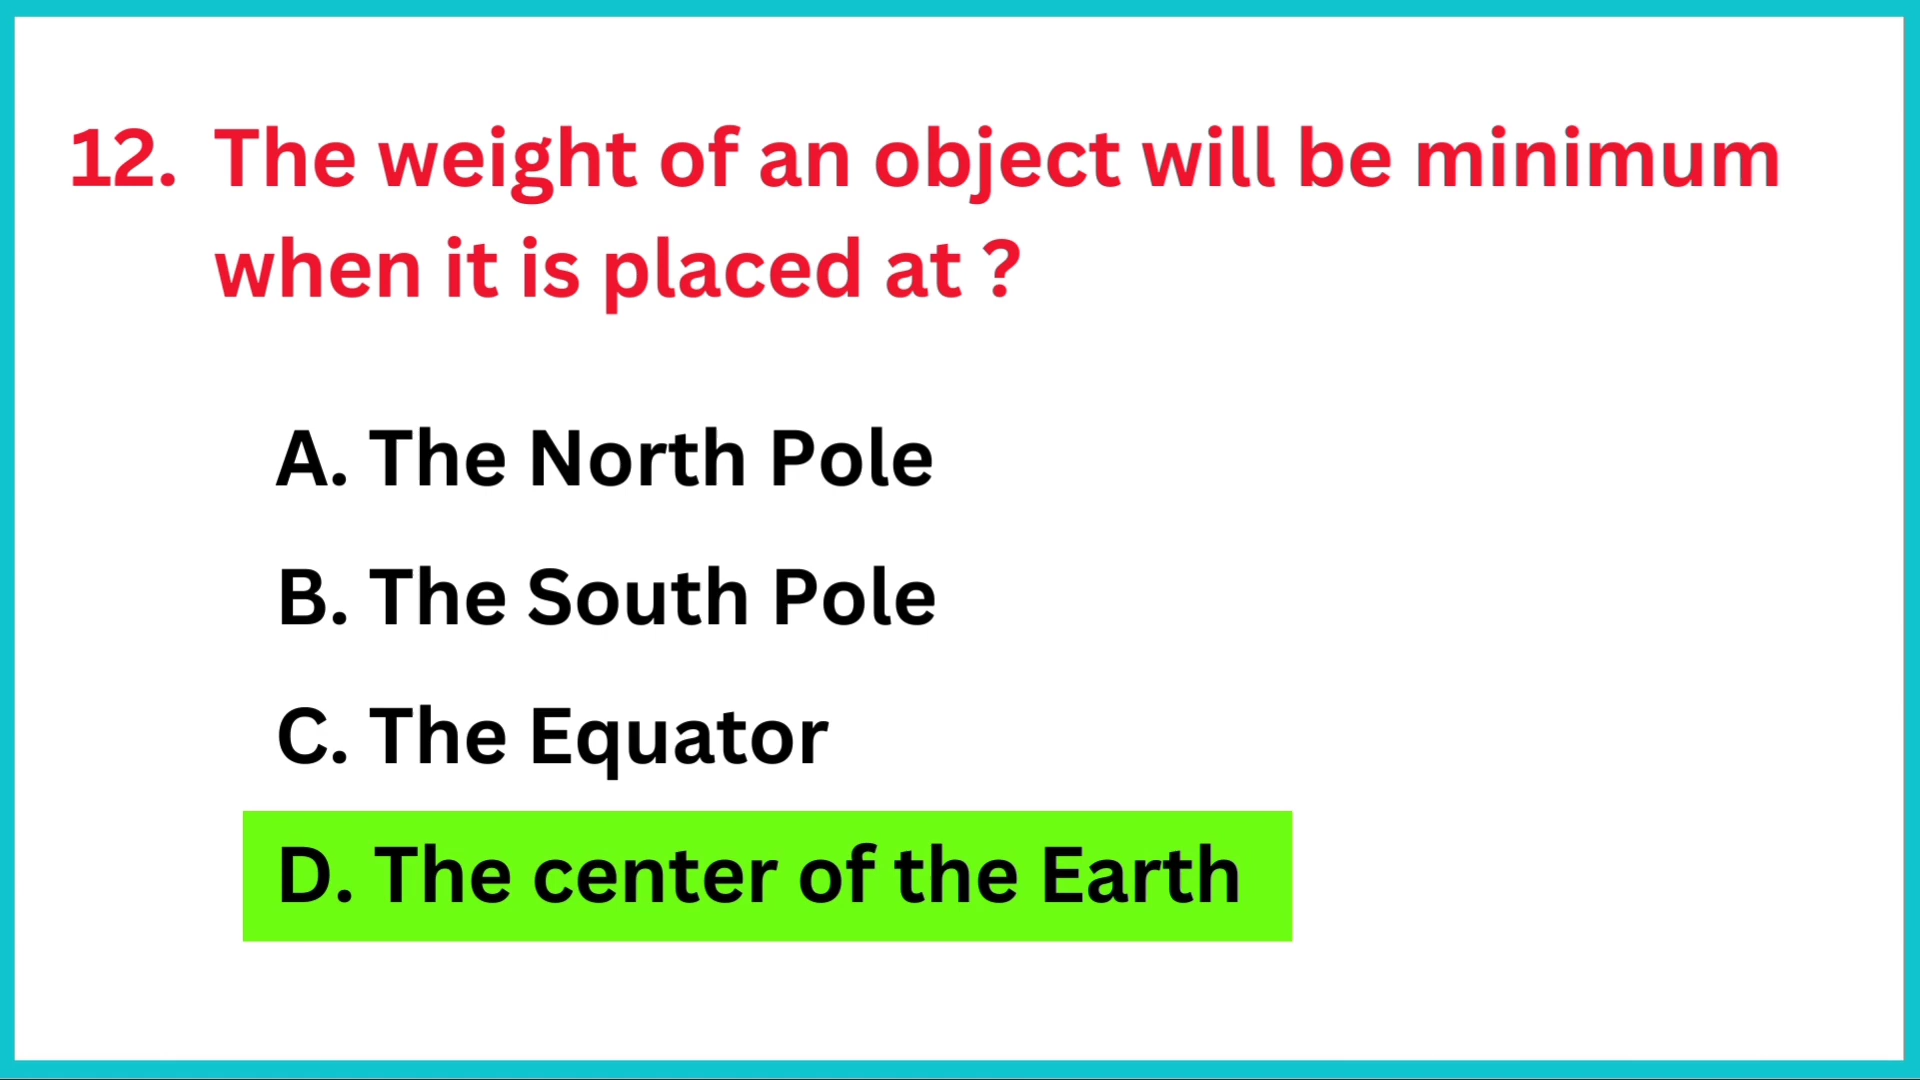 12. The weight of an object will be minimum
when it is placed at ?
A. The North Pole
B. The South Pole
C. The Equator
D. The center of the Earth